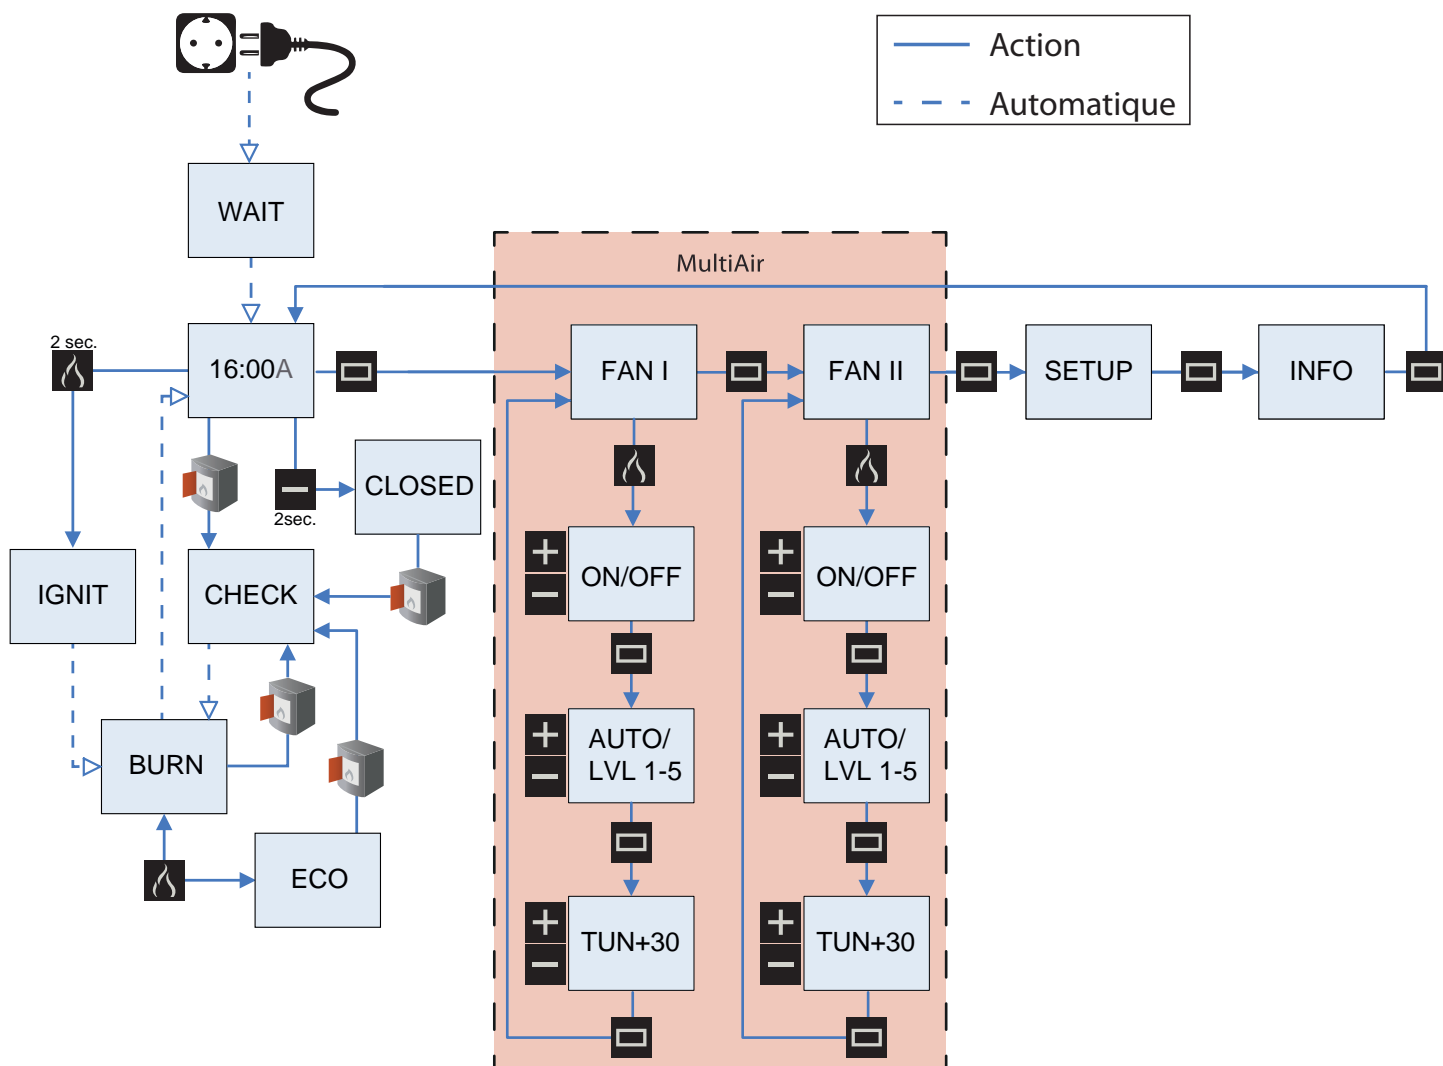 Action
Automatique
WAIT
MultiAir
2 sec.
16:00A
FAN I
FAN II
SETUP
INFO
CLOSED
2sec.
IGNIT
CHECK
ON/OFF
ON/OFF
BURN
AUTO/
LVL 1-5
AUTO/
LVL 1-5
ECO
TUN+30
TUN+30